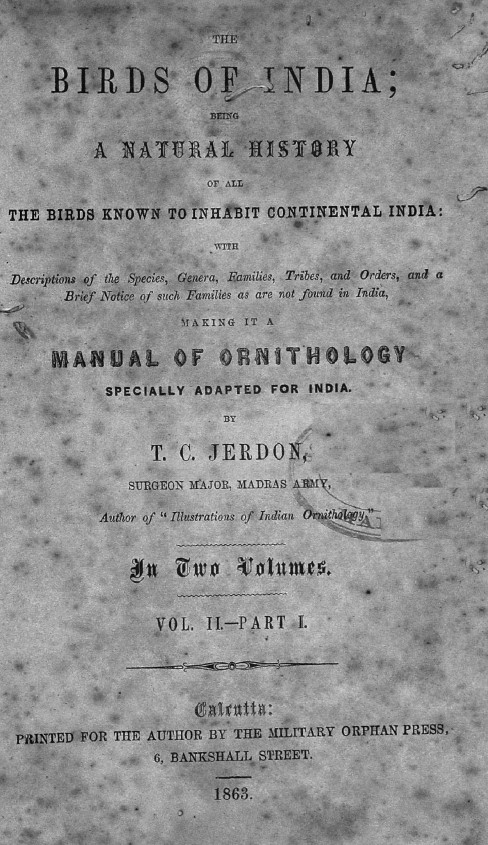 THE
BIRDS OF INDIA;
BEING
A NATURAL HISTORY
OF ALL
THE BIRDS KNOWN TO INHABIT CONTINENTAL INDIA:
WITH
Descriptions of the Species, Genera, Families, Tribes, and Orders, and a
Brief Notice of such Families as are not found in India,
MAKING IT A
MANUAL OF ORNITHOLOGY
SPECIALLY ADAPTED FOR INDIA.
BY
T. C. JERDON,
SURGEON MAJOR, MADRAS ARMY,
Author of "Illustrations of Indian Ornithology,"
In Two Volumes.
VOL. II.—PART I.
Calcutta:
PRINTED FOR THE AUTHOR BY THE MILITARY ORPHAN PRESS,
6, BANKSHALL STREET.
1863.